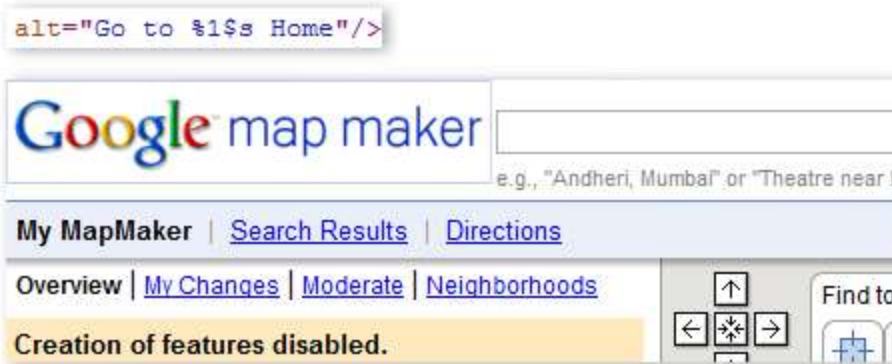 alt="Go to %1$s Home"/>
Google map maker
e.g., "Andheri, Mumbai" or "Theatre near
My MapMaker | Search Results | Directions
Overview | My Changes | Moderate | Neighborhoods
Find to
Creation of features disabled.